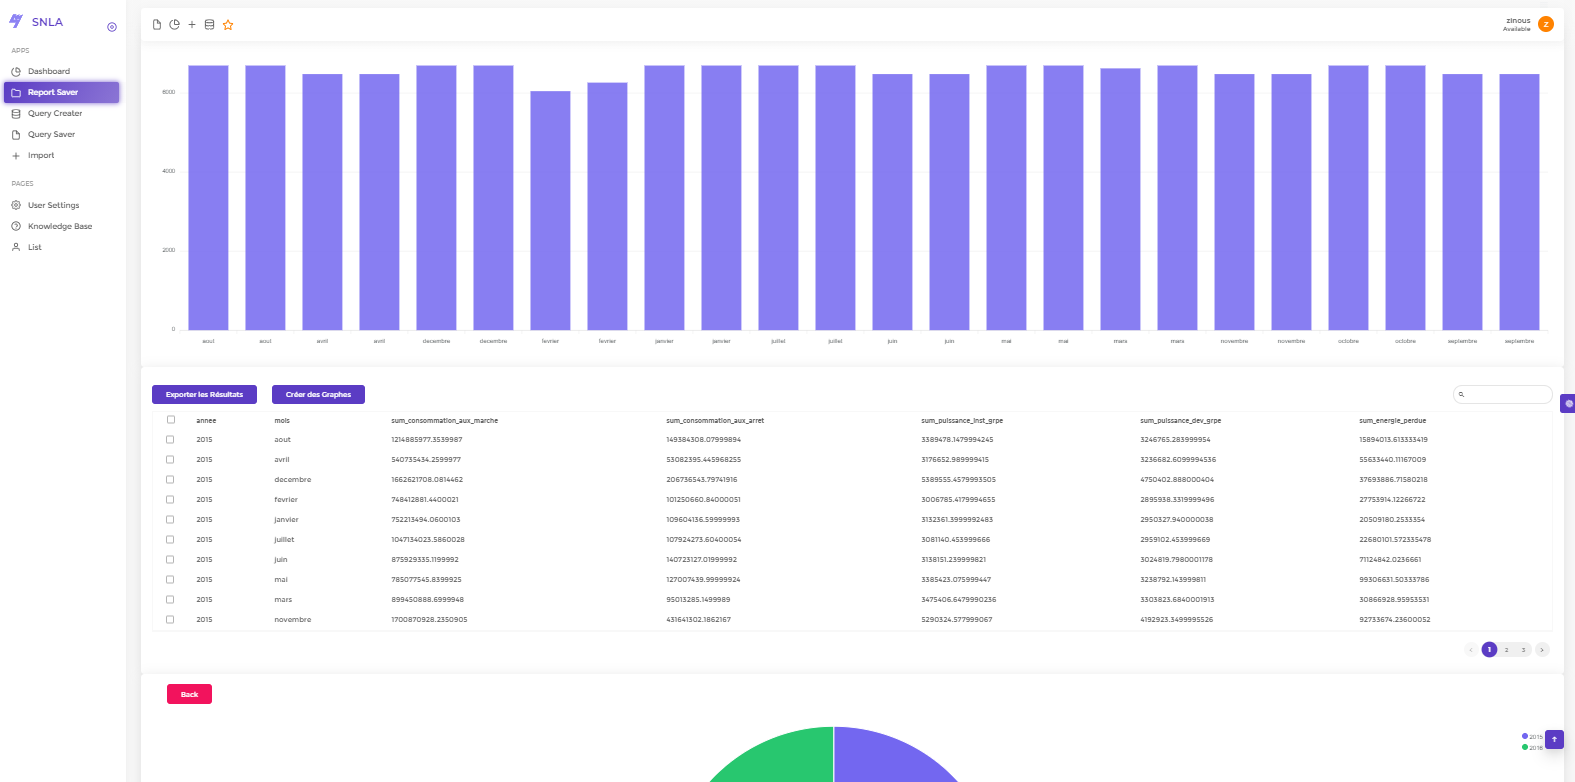 SNLA
APPS
Dashboard
Report Saver
Query Creater
Query Saver
Import
PAGES
User Settings
Knowledge Base
List
zinous
Available
Z
6000
4000
2000
0
aout aout avril avril decembre decembre fevrier fevrier janvier janvier juillet juillet juin juin mai mai mars mars novembre novembre octobre octobre septembre septembre
Exporter les Résultats Créer des Graphes
annee mois sum_consommation_aux_marche sum_consommation_aux_arret sum_puissance_inst_grpe sum_puissance_dev_grpe sum_energie_perdue
2015 aout 1214885977.3539987 149384308.07998894 3389478.1479994245 3246765.283999954 15894013.613333419
2015 avril 540735434.2599977 53082395.445968255 3176652.989999415 3236682.6099994536 55633440.11167009
2015 decembre 1662621708.0814462 206736543.79741916 5389555.4579993505 4750402.888000404 37693886.71580218
2015 fevrier 748412881.4400021 101250660.84000051 3006785.4179994655 2895938.3319999496 27753914.12266722
2015 janvier 752213494.0600103 109604136.59999993 3132361.3999992483 2950327.940000038 20509180.2533354
2015 juillet 1047134023.5860028 107924273.60400054 3081140.453999666 2959102.453999669 22680101.572335478
2015 juin 875929335.1199992 140723127.01999992 3138151.239999821 3024819.7980001178 71124842.0236661
2015 mai 785077545.8399925 127007439.99999924 3385423.075999447 3238792.143999811 99306631.50333786
2015 mars 899450888.6999948 95013285.1499989 3475406.6479990236 3303823.6840001913 30866928.95953531
2015 novembre 1700870928.2350905 431641302.1862167 5290324.577999067 4192923.3499995526 92733674.23600052
1 2 3
Back
2015
2016